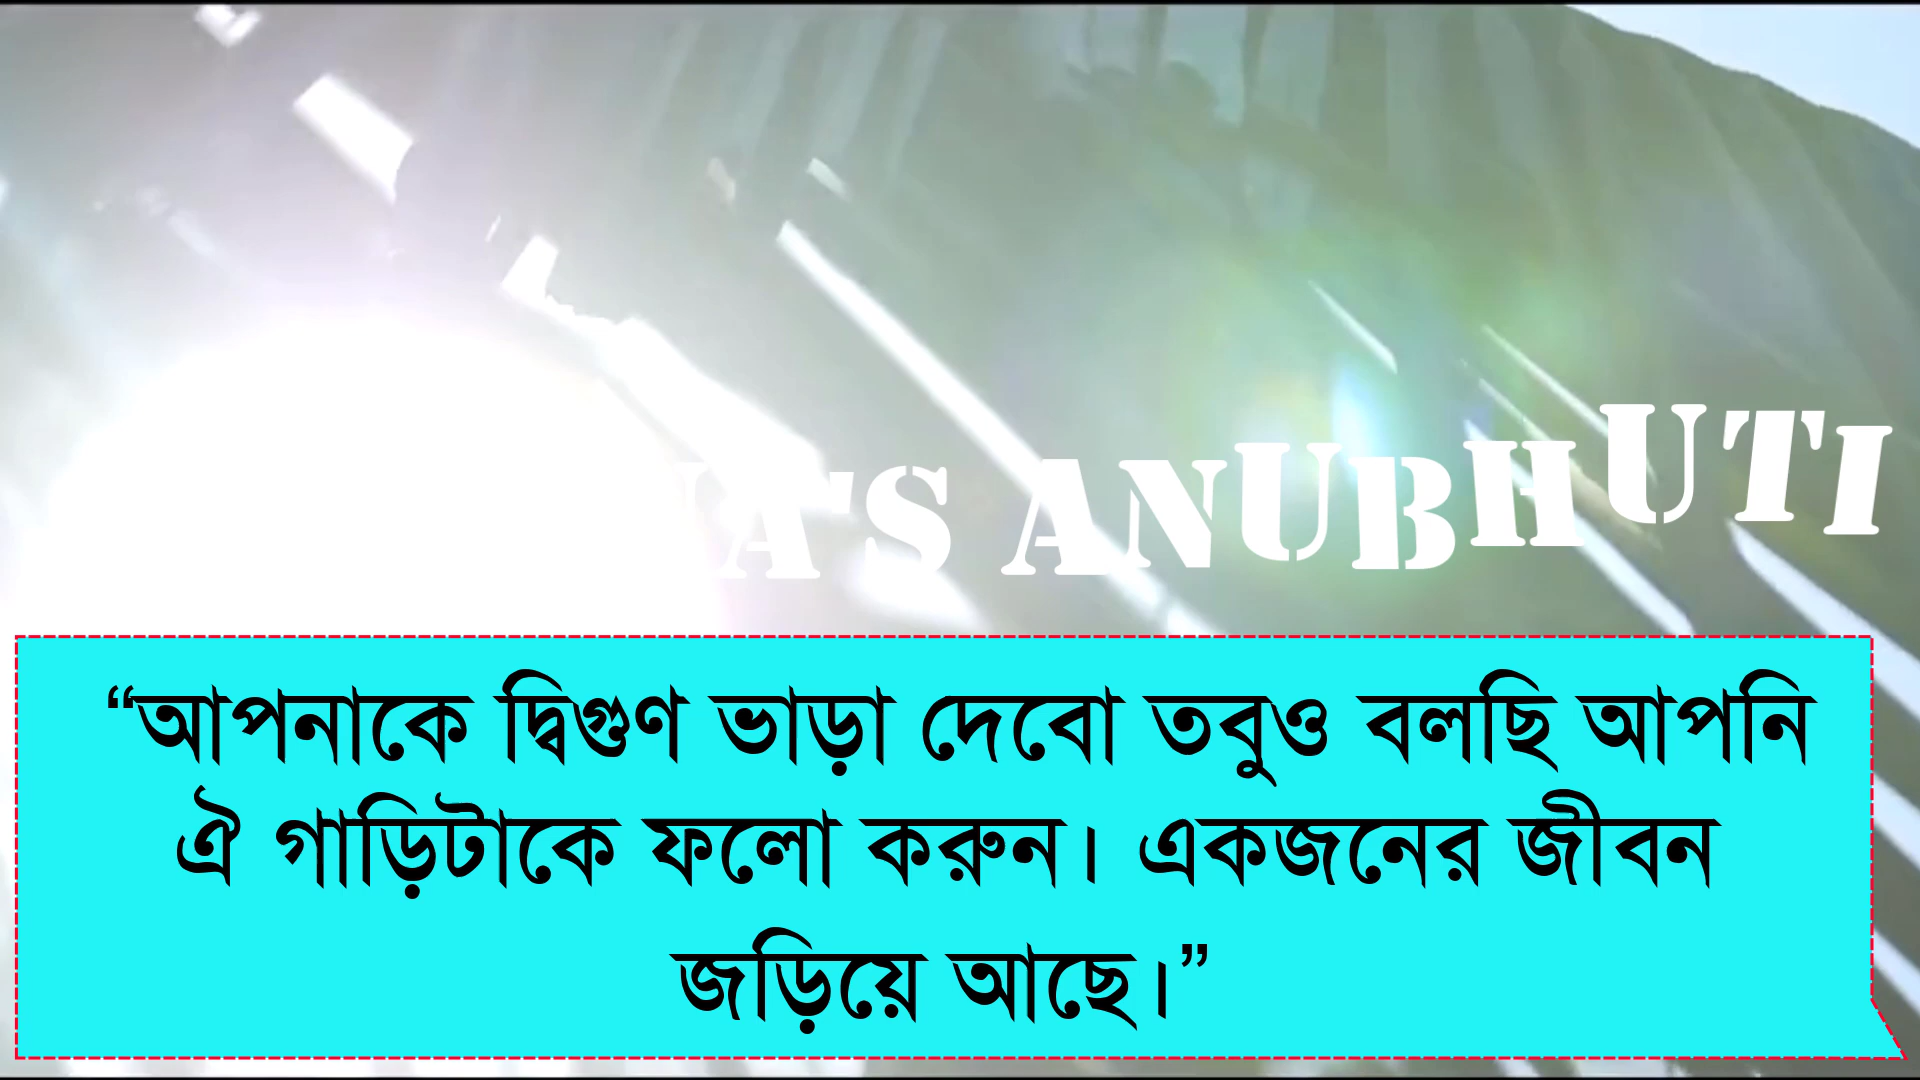 'S ANUBHUTI
“আপনাকে দ্বিগুণ ভাড়া দেবো তবুও বলছি আপনি
ঐ গাড়িটাকে ফলো করুন। একজনের জীবন
জড়িয়ে আছে।”